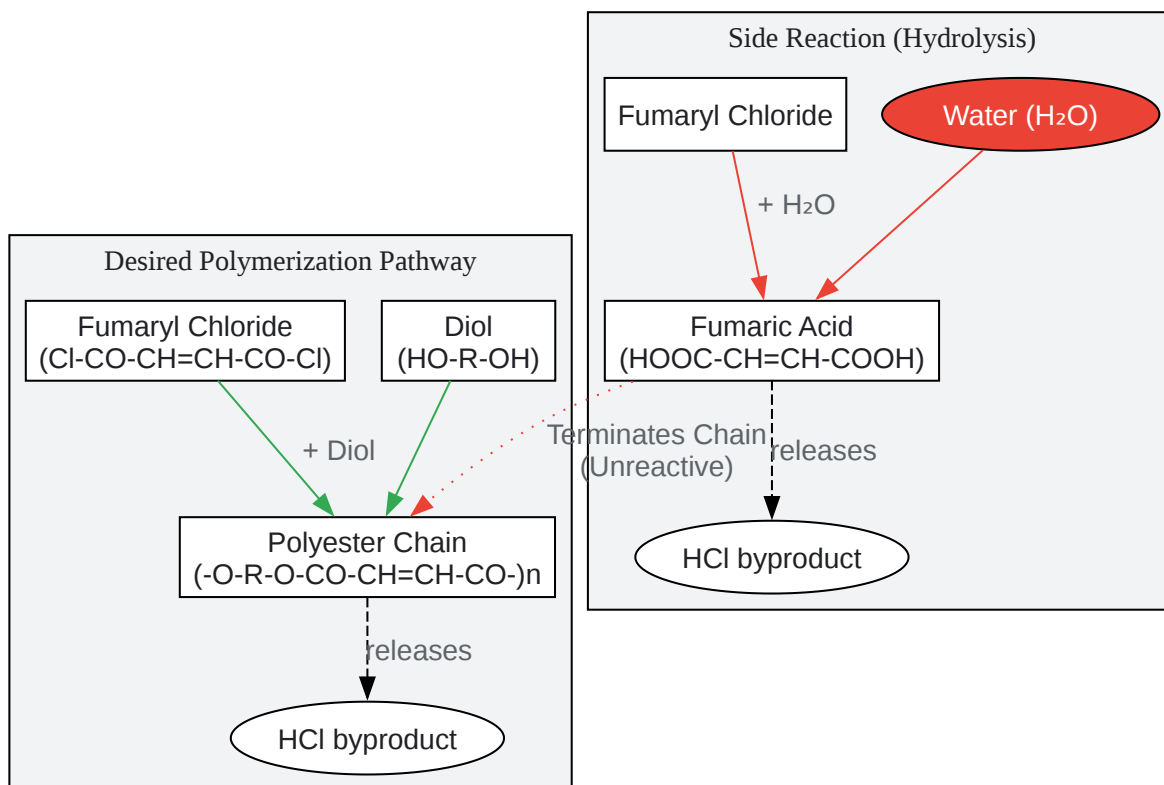 Side Reaction (Hydrolysis)
Fumaryl Chloride
Water (H₂O)
+ H₂O
Fumaric Acid
(HOOC-CH=CH-COOH)
Terminates Chain
(Unreactive)
releases
HCl byproduct
Desired Polymerization Pathway
Fumaryl Chloride
(Cl-CO-CH=CH-CO-Cl)
Diol
(HO-R-OH)
+ Diol
Polyester Chain
(-O-R-O-CO-CH=CH-CO-)n
releases
HCl byproduct